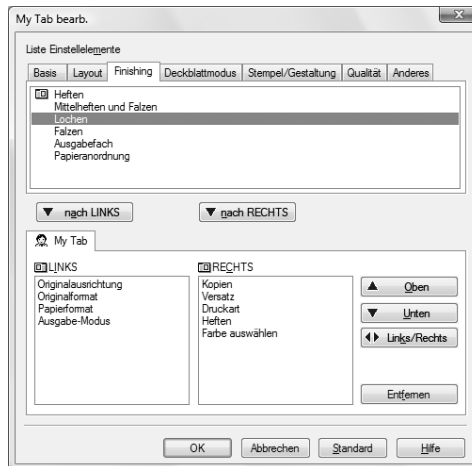 My Tab bearb.
Liste Einstellelemente
Basis Layout Finishing Deckblattmodus Stempel/Gestaltung Qualität Anderes
Heften
Mittelheften und Falzen
Lochen
Falzen
Ausgabefach
Papieranordnung
nach LINKS nach RECHTS
My Tab
LINKS
Originalausrichtung
Originalformat
Papierformat
Ausgabe-Modus
RECHTS
Kopien
Versatz
Druckart
Heften
Farbe auswählen
Oben
Unten
Links/Rechts
Entfernen
OK Abbrechen Standard Hilfe